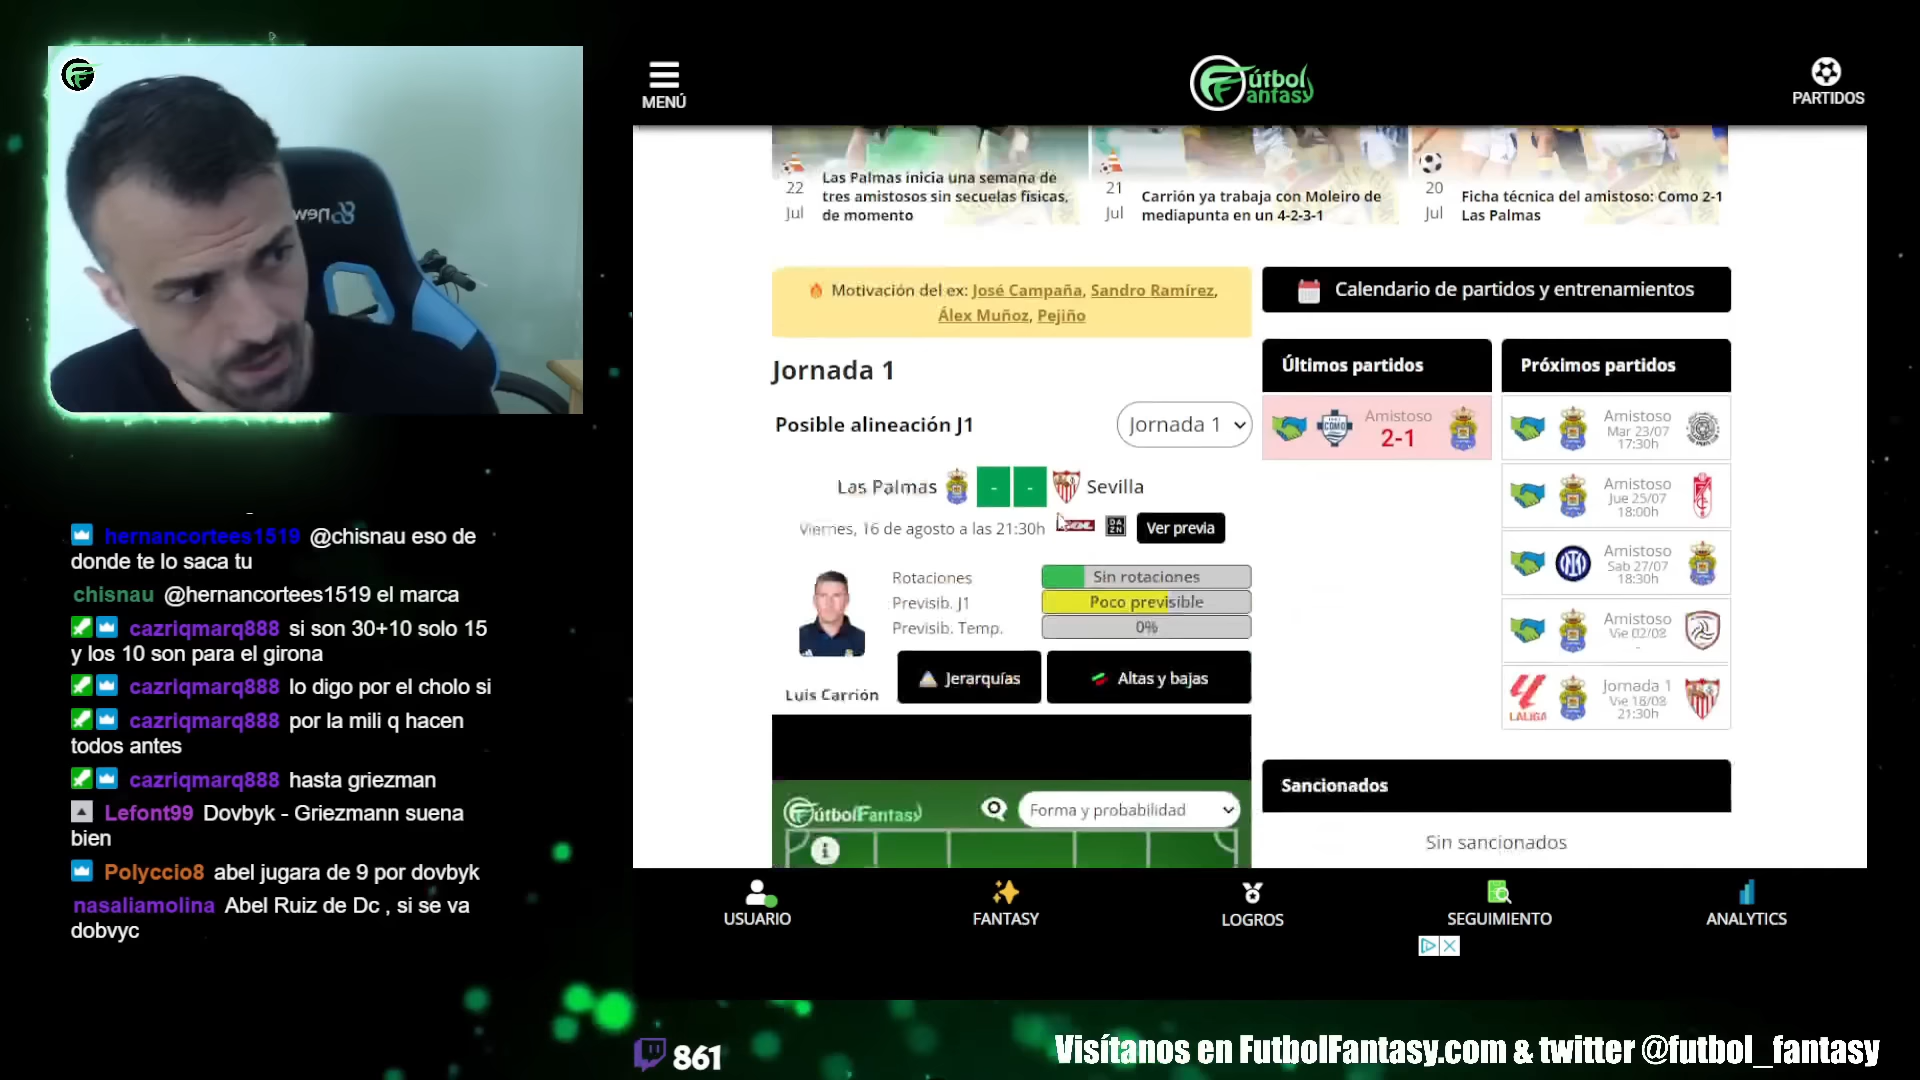 MENÚ
Fútbol
Fantasy
PARTIDOS
22
Jul
Las Palmas inicia una semana de
tres amistosos sin secuelas físicas,
de momento
21
Jul
Carrión ya trabaja con Moleiro de
mediapunta en un 4-2-3-1
20
Jul
Ficha técnica del amistoso: Como 2-1
Las Palmas
Motivación del ex: José Campaña, Sandro Ramírez,
Álex Muñoz, Pejiño
Calendario de partidos y entrenamientos
Jornada 1
Posible alineación J1
Jornada 1
Las Palmas - - Sevilla
Viernes, 16 de agosto a las 21:30h
GOL
DAZN
Ver previa
Rotaciones
Sin rotaciones
Previsib. J1
Poco previsible
Previsib. Temp.
0%
Luis Carrión
Jerarquías
Altas y bajas
FútbolFantasy
Forma y probabilidad
Últimos partidos
COMO
Amistoso
2-1
Próximos partidos
Amistoso
Mar 23/07
17:30h
Amistoso
Jue 25/07
18:00h
Amistoso
Sab 27/07
18:30h
Amistoso
Vie 02/08
-
LALIGA
Jornada 1
Vie 16/08
21:30h
Sancionados
Sin sancionados
USUARIO
FANTASY
LOGROS
SEGUIMIENTO
ANALYTICS
hernancortees1519 @chisnau eso de
donde te lo saca tu
chisnau @hernancortees1519 el marca
cazriqmarq888 si son 30+10 solo 15
y los 10 son para el girona
cazriqmarq888 lo digo por el cholo si
cazriqmarq888 por la mili q hacen
todos antes
cazriqmarq888 hasta griezman
Lefont99 Dovbyk - Griezmann suena
bien
Polyccio8 abel jugara de 9 por dovbyk
nasaliamolina Abel Ruiz de Dc , si se va
dobvyc
861
Visítanos en FutbolFantasy.com & twitter @futbol_fantasy